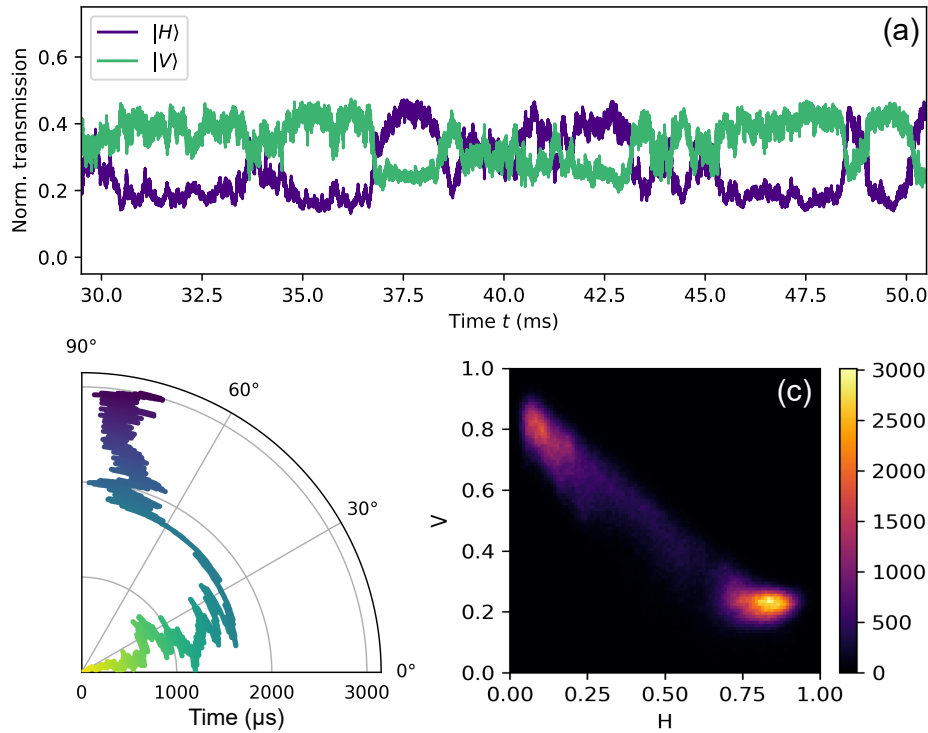 (a)
|H⟩
|V⟩
Norm. transmission
0.6
0.4
0.2
0.0
30.0 32.5 35.0 37.5 40.0 42.5 45.0 47.5 50.0
Time t (ms)
90°
60°
30°
0°
0 1000 2000 3000
Time (μs)
(c)
V
1.0
0.8
0.6
0.4
0.2
0.0
0.00 0.25 0.50 0.75 1.00
H
3000
2500
2000
1500
1000
500
0